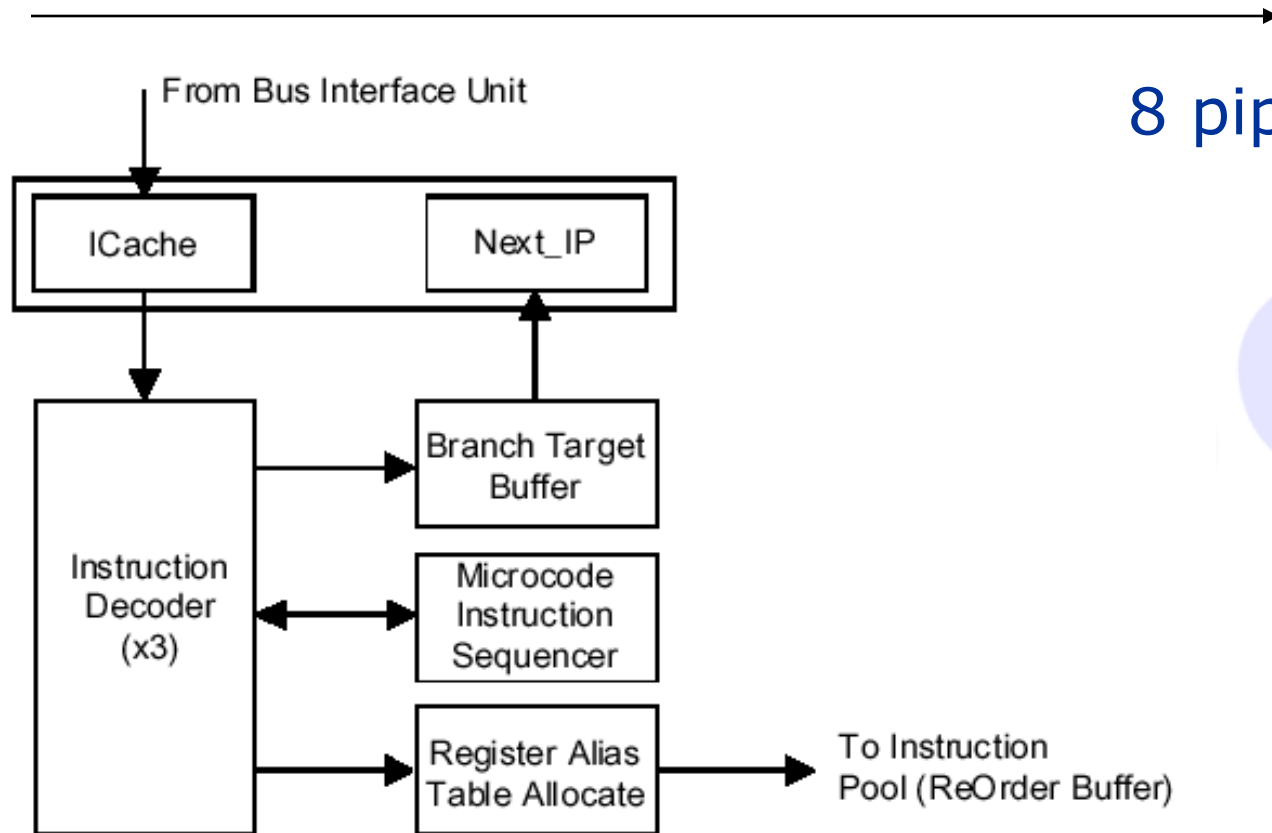 From Bus Interface Unit
8 pip
ICache
Next_IP
Branch Target
Buffer
Instruction
Decoder
(x3)
Microcode
Instruction
Sequencer
Register Alias
Table Allocate
To Instruction
Pool (ReOrder Buffer)